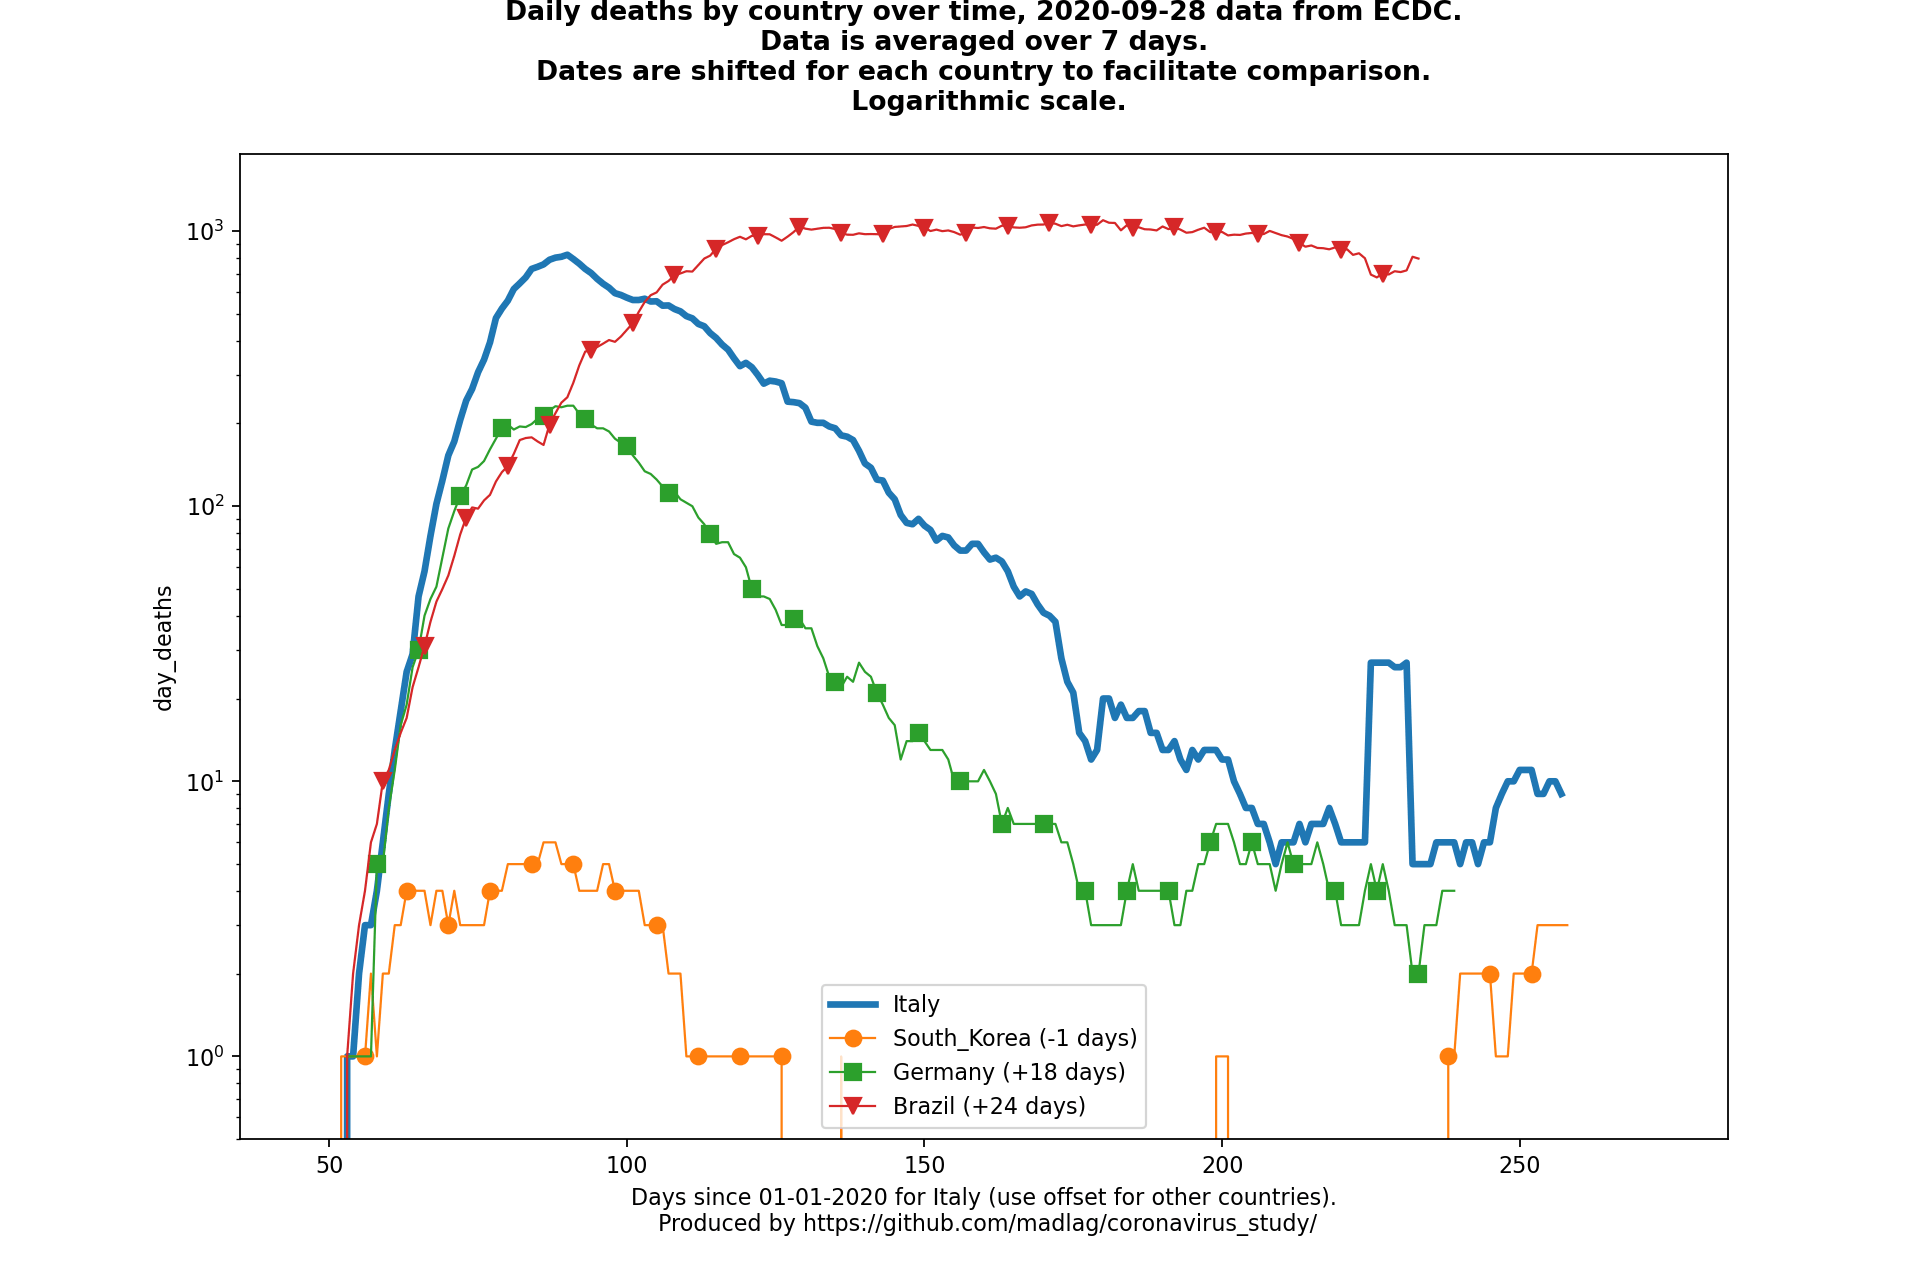 Daily deaths by country over time, 2020-09-28 data from ECDC.
Data is averaged over 7 days.
Dates are shifted for each country to facilitate comparison.
Logarithmic scale.
10³
10²
10¹
10⁰
day_deaths
Italy
South_Korea (-1 days)
Germany (+18 days)
Brazil (+24 days)
50 100 150 200 250
Days since 01-01-2020 for Italy (use offset for other countries).
Produced by https://github.com/madlag/coronavirus_study/